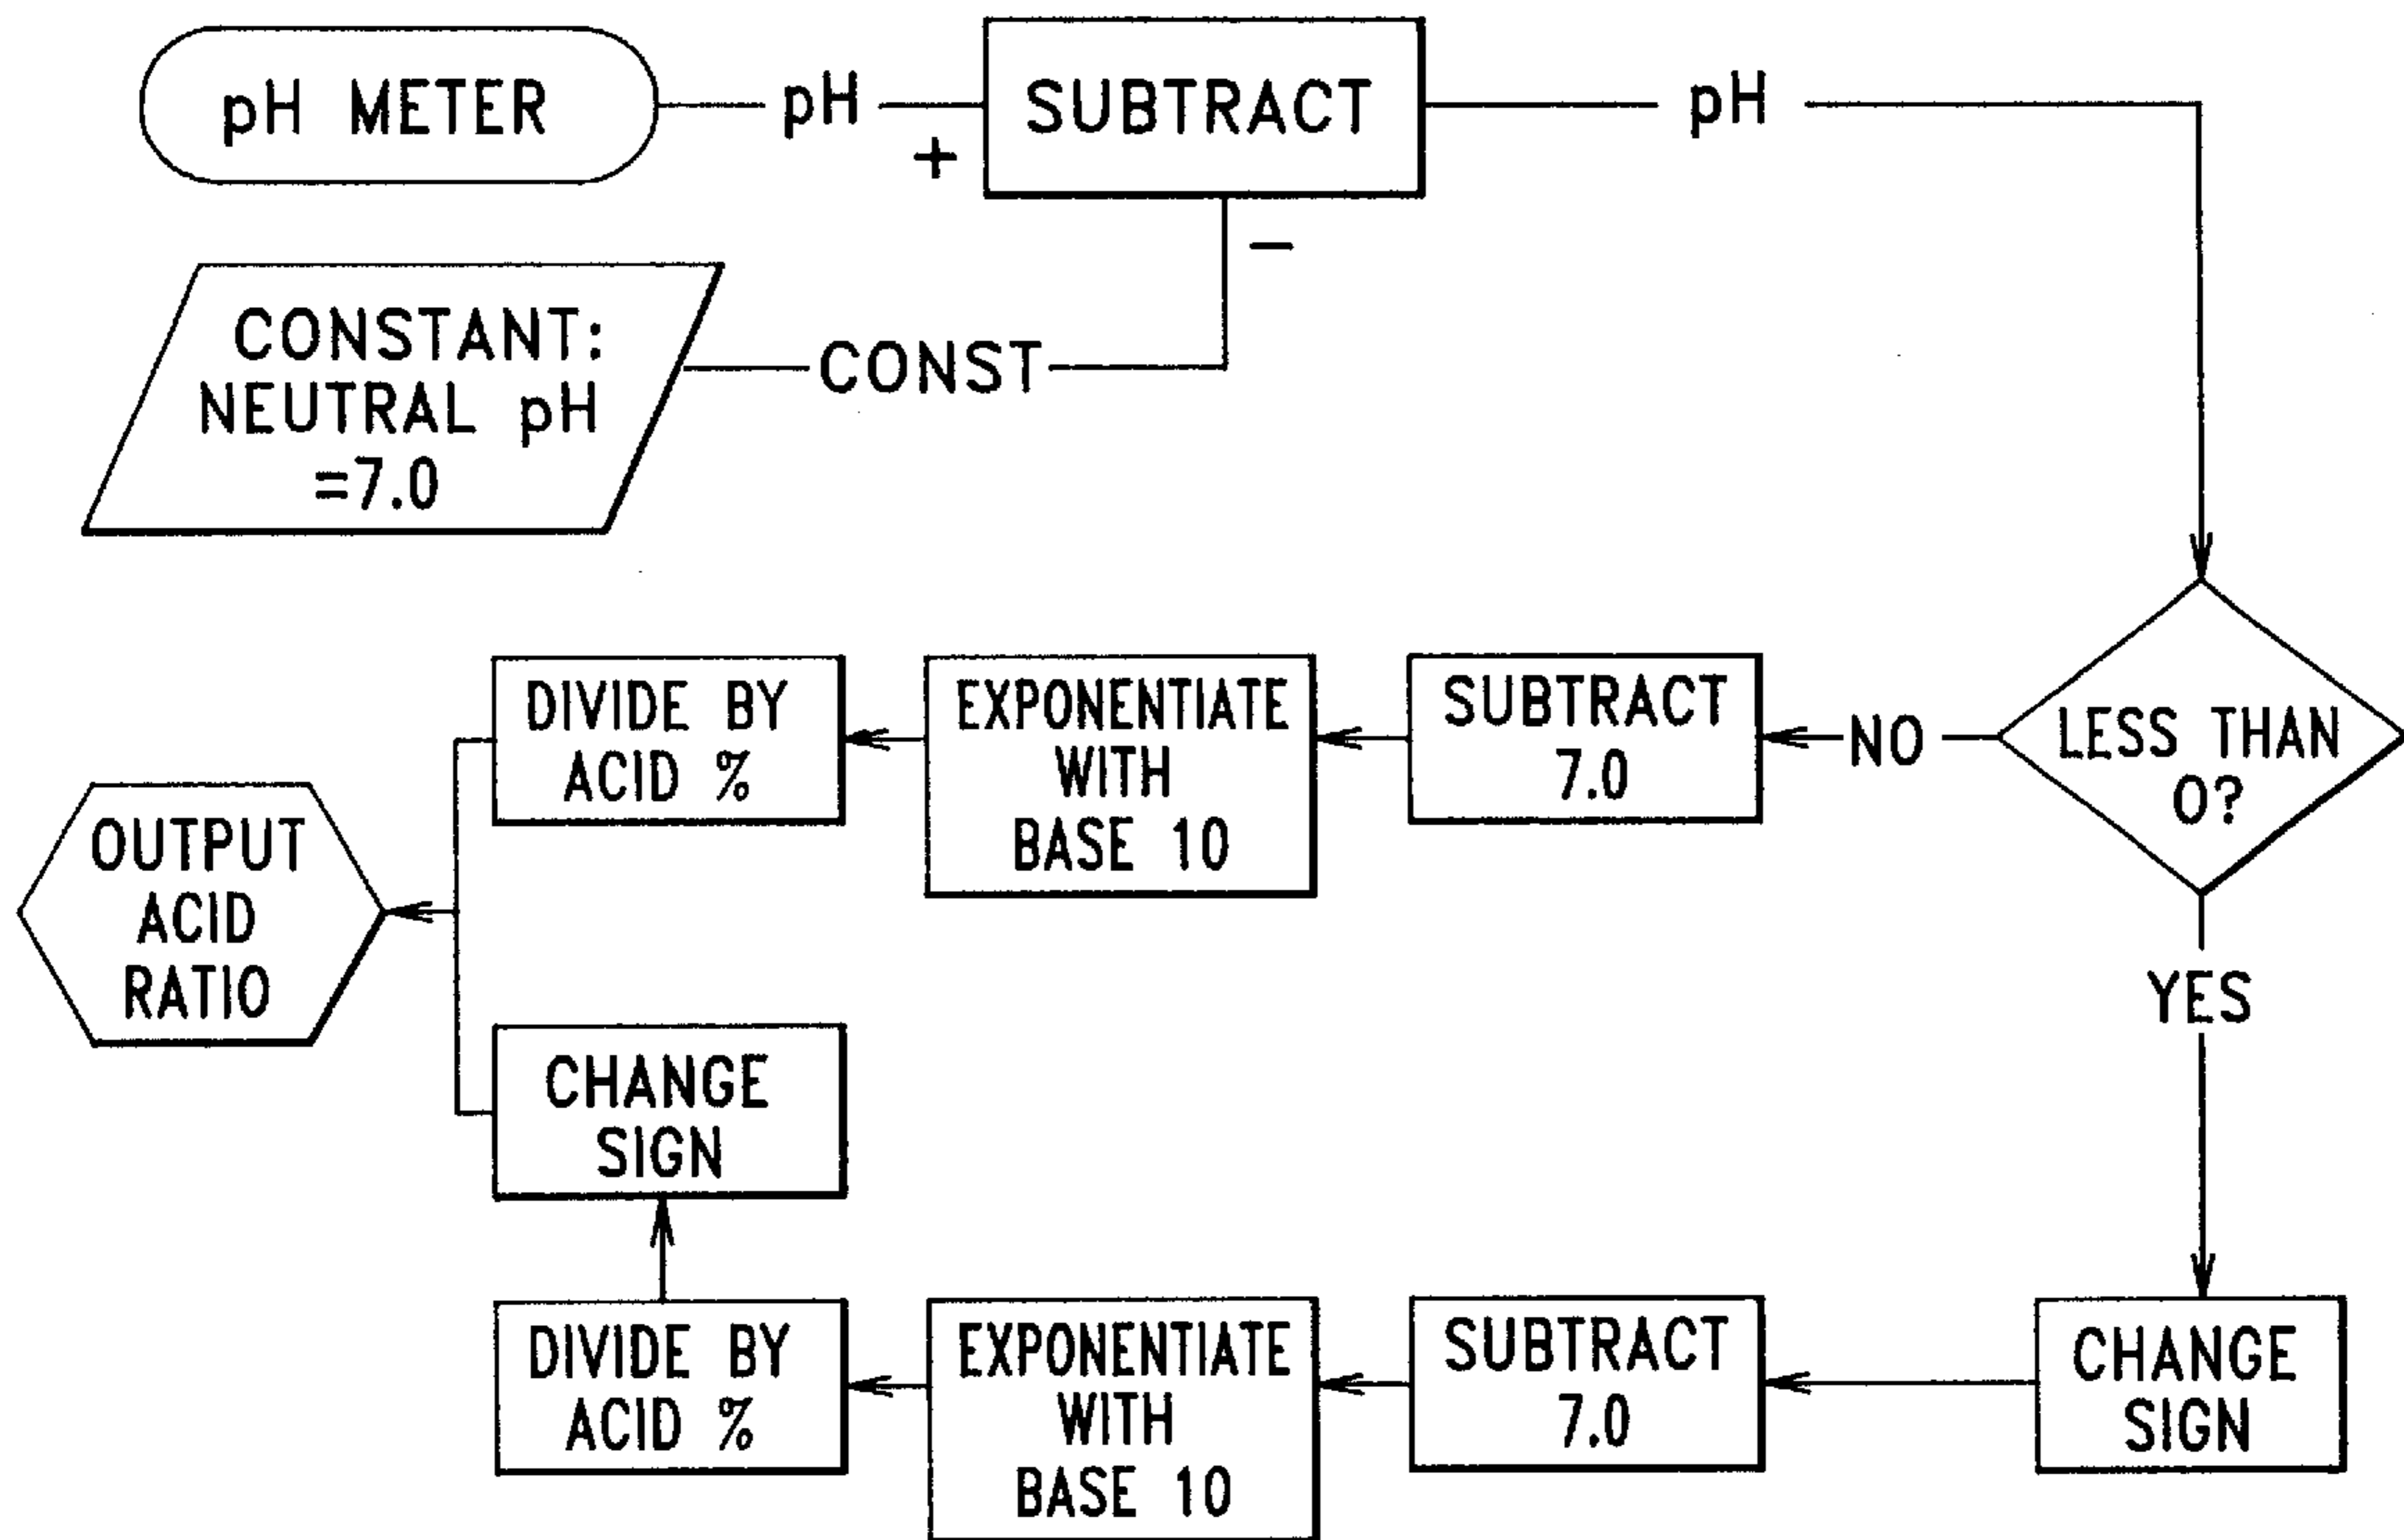 pH METER
pH
+
SUBTRACT
pH
−
CONSTANT:
NEUTRAL pH
=7.0
CONST
LESS THAN
0?
NO
SUBTRACT
7.0
EXPONENTIATE
WITH
BASE 10
DIVIDE BY
ACID %
OUTPUT
ACID
RATIO
YES
CHANGE
SIGN
SUBTRACT
7.0
EXPONENTIATE
WITH
BASE 10
DIVIDE BY
ACID %
CHANGE
SIGN